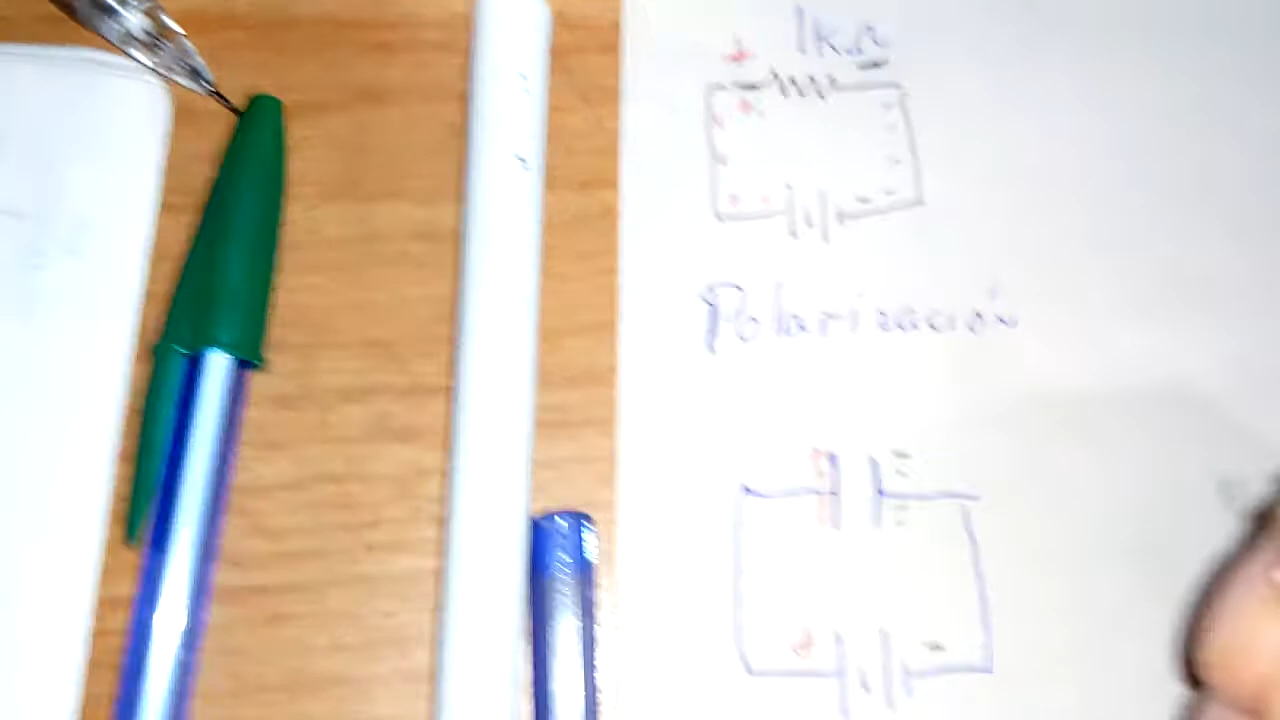 + 1KΩ
+ -
Polarización
+ -
+ -